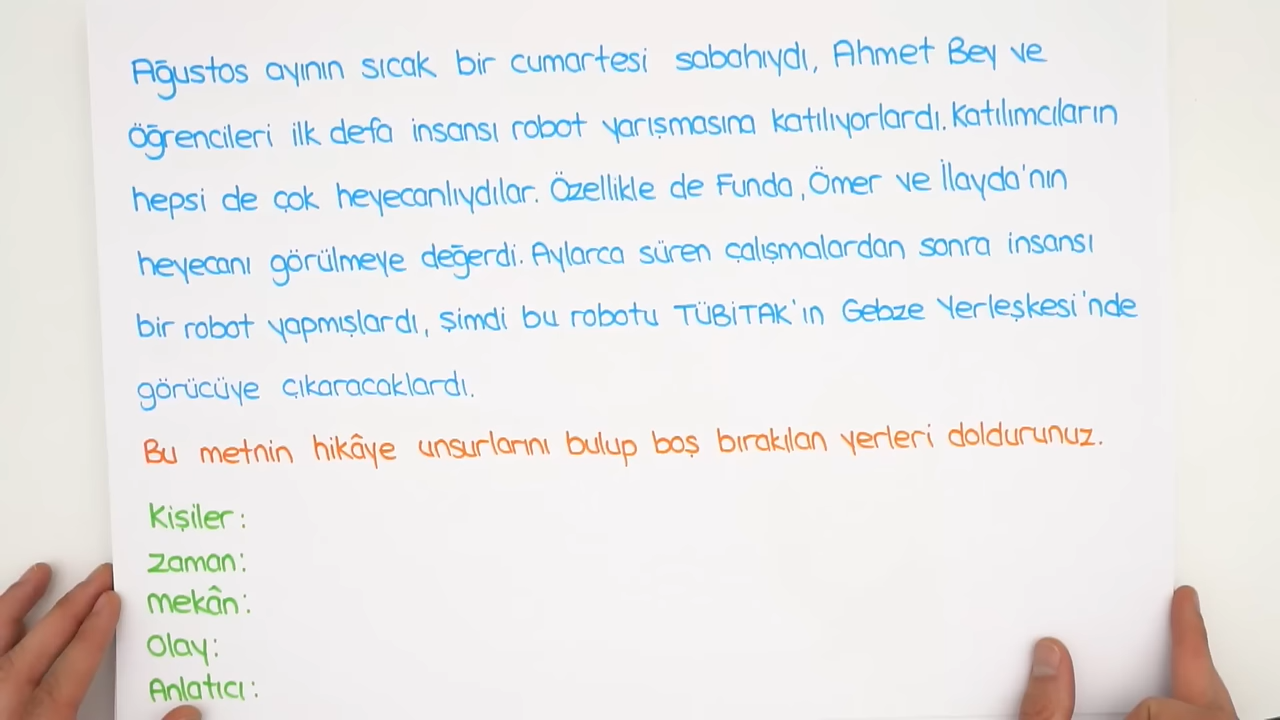 Ağustos ayının sıcak bir cumartesi sabahıydı, Ahmet Bey ve
öğrencileri ilk defa insansı robot yarışmasına katılıyorlardı. Katılımcıların
hepsi de çok heyecanlıydılar. Özellikle de Funda, Ömer ve İlayda'nın
heyecanı görülmeye değerdi. Aylarca süren çalışmalardan sonra insansı
bir robot yapmışlardı, şimdi bu robotu TÜBİTAK'ın Gebze Yerleşkesi'nde
görücüye çıkaracaklardı.
Bu metnin hikâye unsurlarını bulup boş bırakılan yerleri doldurunuz.
Kişiler:
zaman:
mekân:
Olay:
Anlatıcı: